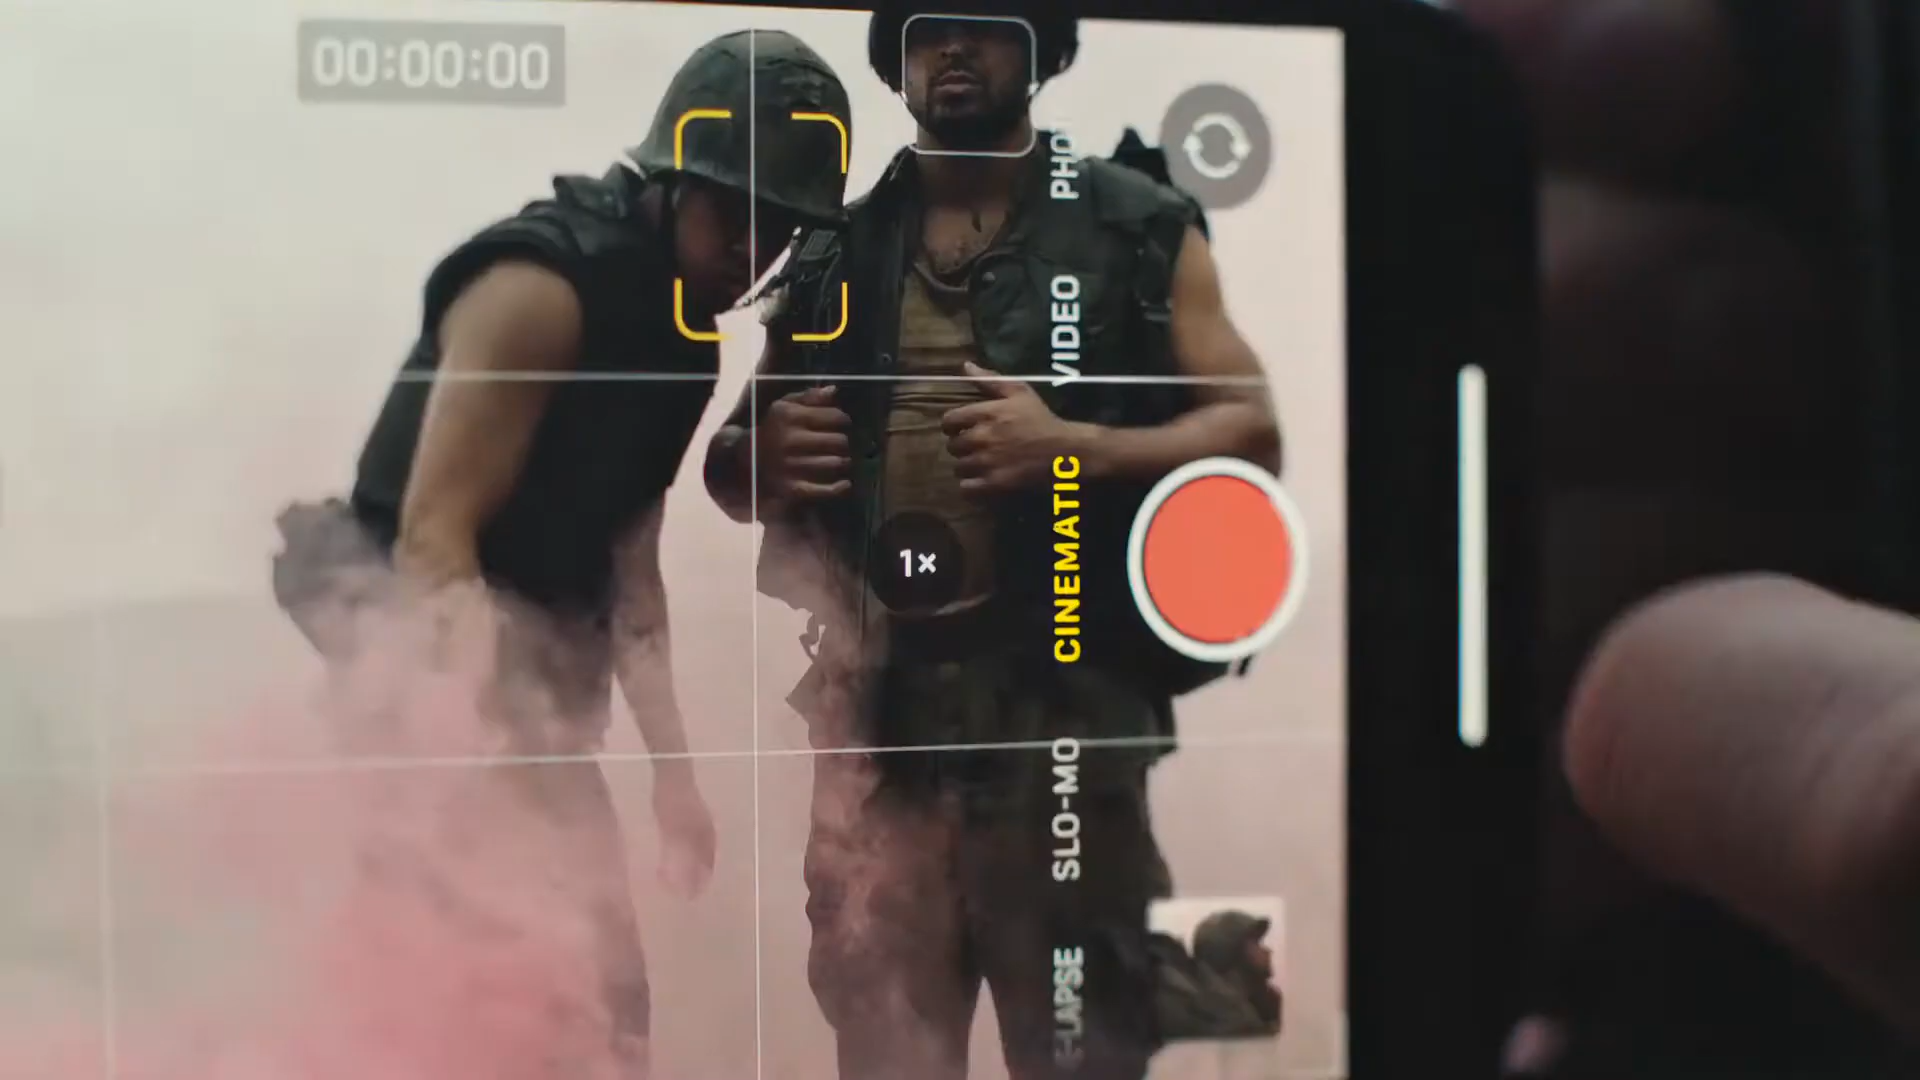 00:00:00
PHO
VIDEO
CINEMATIC
1×
SLO-MO
E-LAPSE